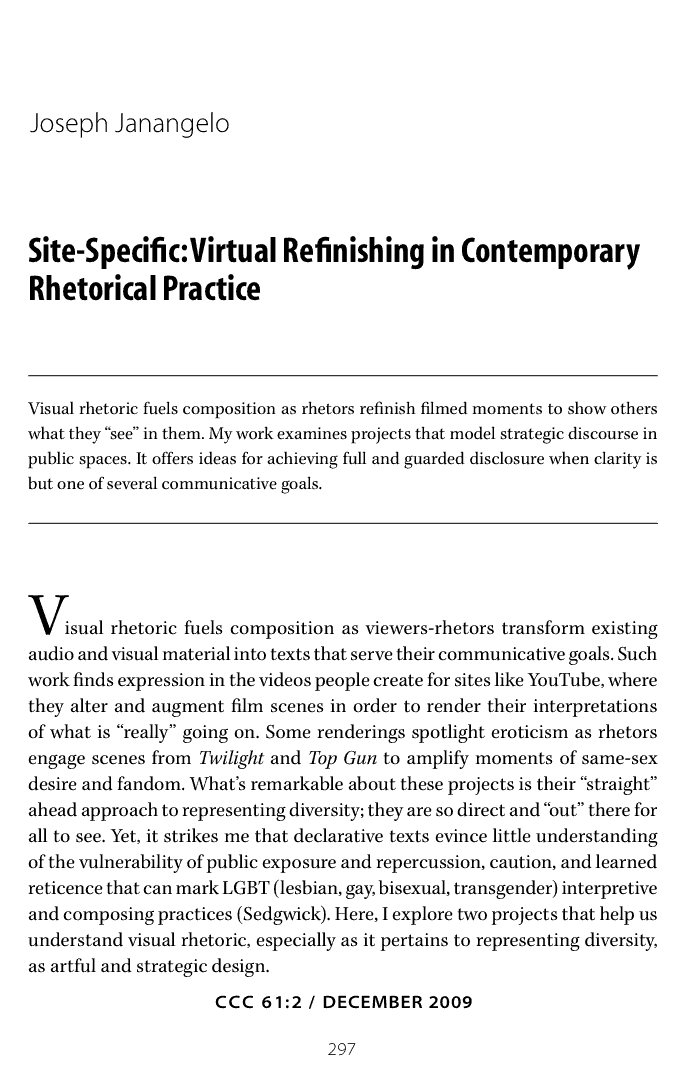 Joseph Janangelo
Site-Specific: Virtual Refinishing in Contemporary
Rhetorical Practice
Visual rhetoric fuels composition as rhetors refinish filmed moments to show others
what they “see” in them. My work examines projects that model strategic discourse in
public spaces. It offers ideas for achieving full and guarded disclosure when clarity is
but one of several communicative goals.
Visual rhetoric fuels composition as viewers-rhetors transform existing
audio and visual material into texts that serve their communicative goals. Such
work finds expression in the videos people create for sites like YouTube, where
they alter and augment film scenes in order to render their interpretations
of what is “really” going on. Some renderings spotlight eroticism as rhetors
engage scenes from Twilight and Top Gun to amplify moments of same-sex
desire and fandom. What’s remarkable about these projects is their “straight”
ahead approach to representing diversity; they are so direct and “out” there for
all to see. Yet, it strikes me that declarative texts evince little understanding
of the vulnerability of public exposure and repercussion, caution, and learned
reticence that can mark LGBT (lesbian, gay, bisexual, transgender) interpretive
and composing practices (Sedgwick). Here, I explore two projects that help us
understand visual rhetoric, especially as it pertains to representing diversity,
as artful and strategic design.
CCC 61:2 / DECEMBER 2009
297